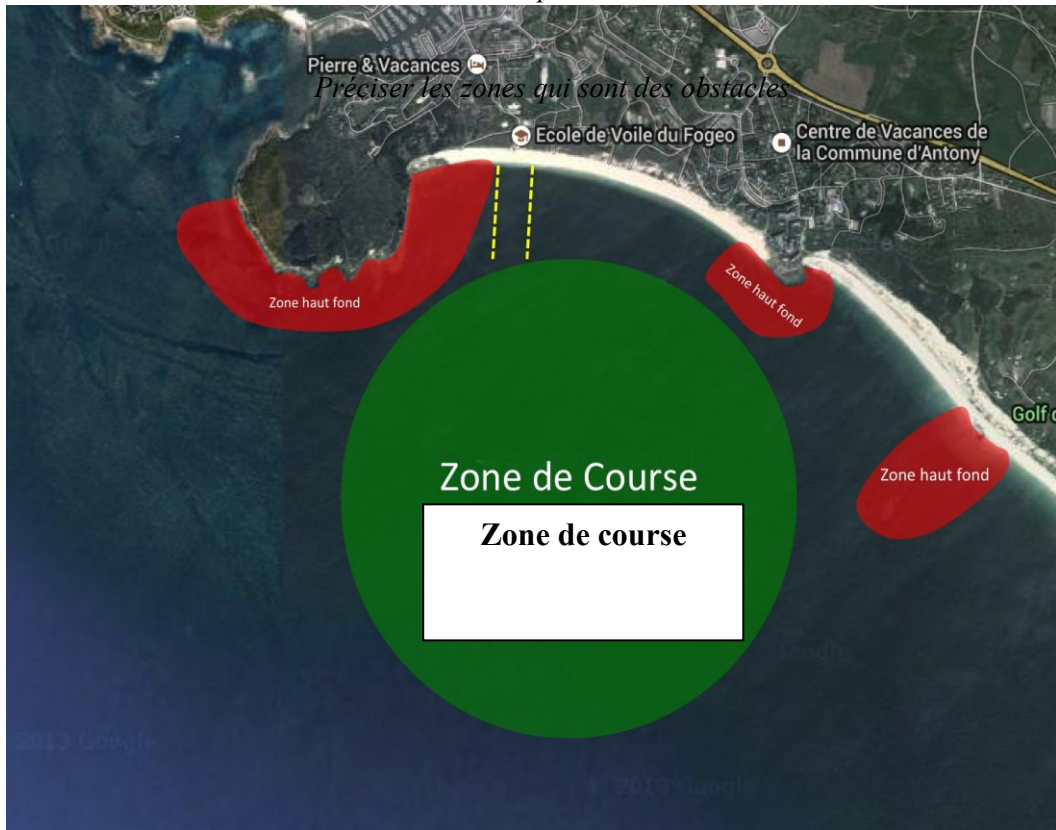 Pierre & Vacances
Préciser les zones qui sont des obstacles
Ecole de Voile du Fogeo
Centre de Vacances de
la Commune d'Antony
Zone haut fond
Zone haut fond
Golf d
Zone haut fond
Zone de Course
Zone de course
2013 Google
© 2013 Google